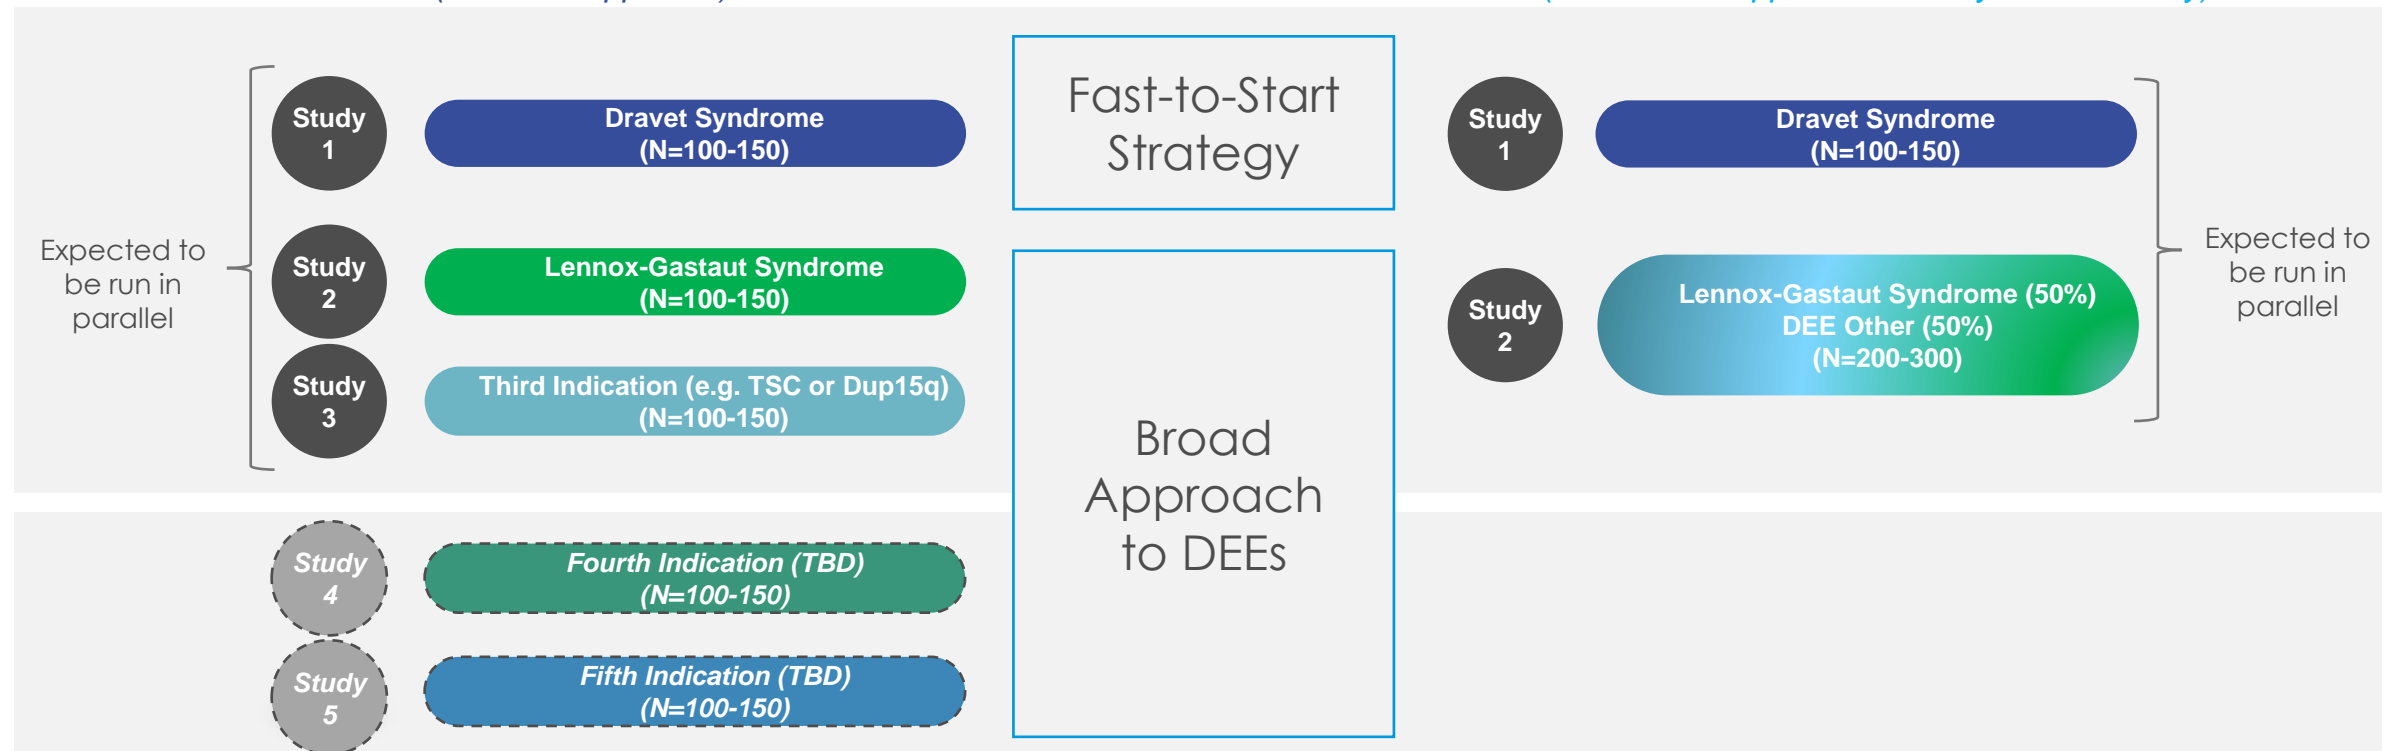 Expected to
be run in
parallel
Study
1
Dravet Syndrome
(N=100-150)
Study
2
Lennox-Gastaut Syndrome
(N=100-150)
Study
3
Third Indication (e.g. TSC or Dup15q)
(N=100-150)
Study
4
Fourth Indication (TBD)
(N=100-150)
Study
5
Fifth Indication (TBD)
(N=100-150)
Fast-to-Start
Strategy
Broad
Approach
to DEEs
Study
1
Dravet Syndrome
(N=100-150)
Study
2
Lennox-Gastaut Syndrome (50%)
DEE Other (50%)
(N=200-300)
Expected to
be run in
parallel